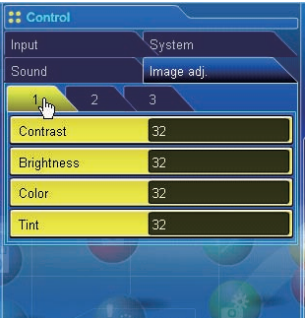 Control
Input System
Sound Image adj.
1 2 3
Contrast 32
Brightness 32
Color 32
Tint 32